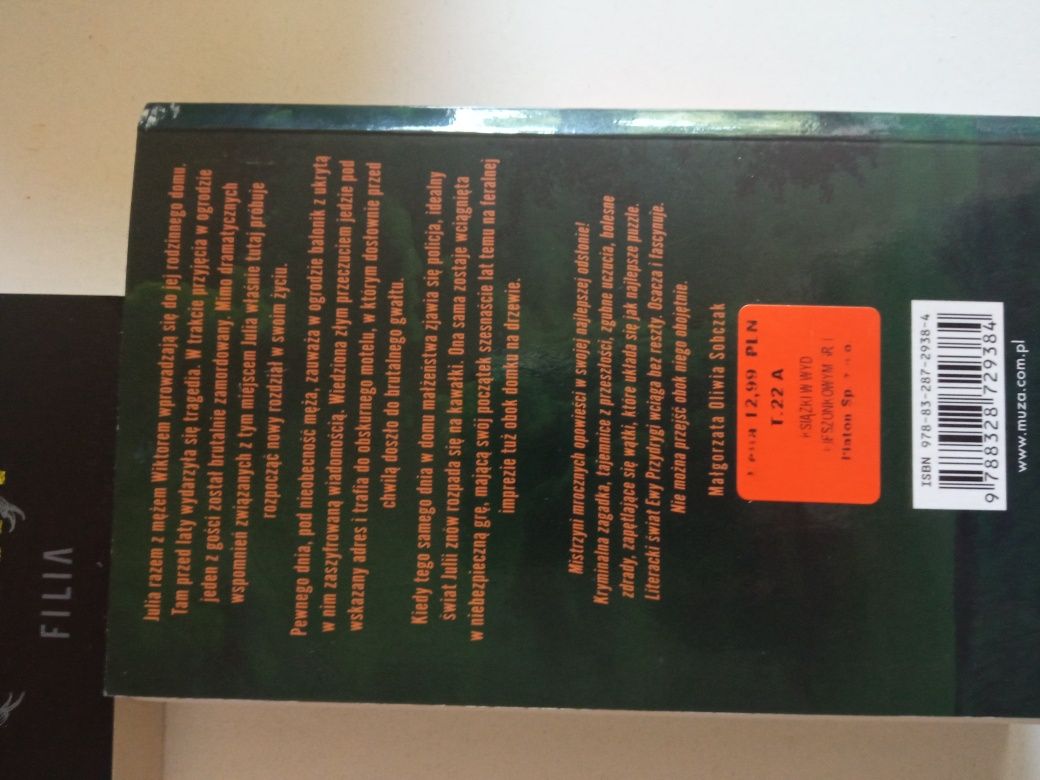 Julia razem z mężem Wiktorem wprowadzają się do jej rodzinnego domu.
Tam przed laty wydarzyła się tragedia. W trakcie przyjęcia w ogrodzie
jeden z gości został brutalnie zamordowany. Mimo dramatycznych
wspomnień związanych z tym miejscem Julia właśnie tutaj próbuje
rozpocząć nowy rozdział w swoim życiu.
Pewnego dnia, pod nieobecność męża, zauważa w ogrodzie balonik z ukrytą
w nim zaszyfrowaną wiadomością. Wiedziona złym przeczuciem jedzie pod
wskazany adres i trafia do obskurnego motelu, w którym dosłownie przed
chwilą doszło do brutalnego gwałtu.
Kiedy tego samego dnia w domu małżeństwa zjawia się policja, idealny
świat Julii znów rozpada się na kawałki. Ona sama zostaje wciągnięta
w niebezpieczną grę, mającą swój początek szesnaście lat temu na feralnej
imprezie tuż obok domku na drzewie.
Mistrzyni mrocznych opowieści w swojej najlepszej odsłonie!
Kryminalna zagadka, tajemnice z przeszłości, zgubne uczucia, bolesne
zdrady, zapętlające się wątki, które układa się jak najlepsze puzzle.
Literacki świat Ewy Przydrygi wciąga bez reszty. Osacza i fascynuje.
Nie można przejść obok niego obojętnie.
Małgorzata Oliwia Sobczak
12,99 PLN
T.22 A
KSIĄŻKI W WYD
Platon Sp.
ISBN 978-83-287-2938-4
9 788328 729384
www.muza.com.pl
FILIA